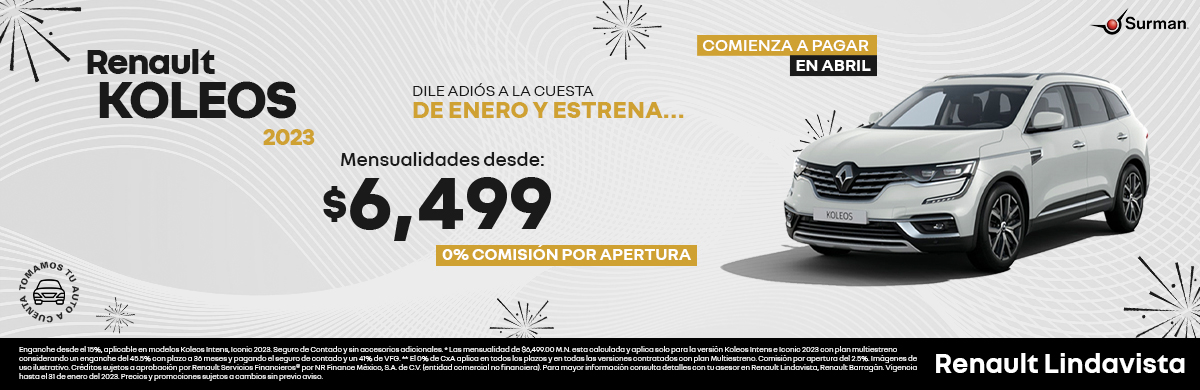 Renault
KOLEOS
2023
DILE ADIÓS A LA CUESTA
DE ENERO Y ESTRENA...
Mensualidades desde:
$6,499
0% COMISIÓN POR APERTURA
COMIENZA A PAGAR
EN ABRIL
Surman
KOLEOS
TOMAMOS TU AUTO A CUENTA
Enganche desde el 15%, aplicable en modelos Koleos Intens, Iconic 2023. Seguro de Contado y sin accesorios adicionales. * Las mensualidad de $6,499.00 M.N. esta calculada y aplica solo para la versión Koleos Intens e Iconic 2023 con plan multiestreno
considerando un enganche del 45.5% con plazo a 36 meses y pagando el seguro de contado y un 41% de VFG. ** El 0% de CxA aplica en todos los plazos y en todas las versiones contratados con plan Multiestreno. Comisión por apertura del 2.5%. Imágenes de
uso ilustrativo. Créditos sujetos a aprobación por Renault Servicios Financieros® por NR Finance México, S.A. de C.V. (entidad comercial no financiera). Para mayor información consulta detalles con tu asesor en Renault Lindavista, Renault Barragán. Vigencia
hasta el 31 de enero del 2023. Precios y promociones sujetos a cambios sin previo aviso.
Renault Lindavista